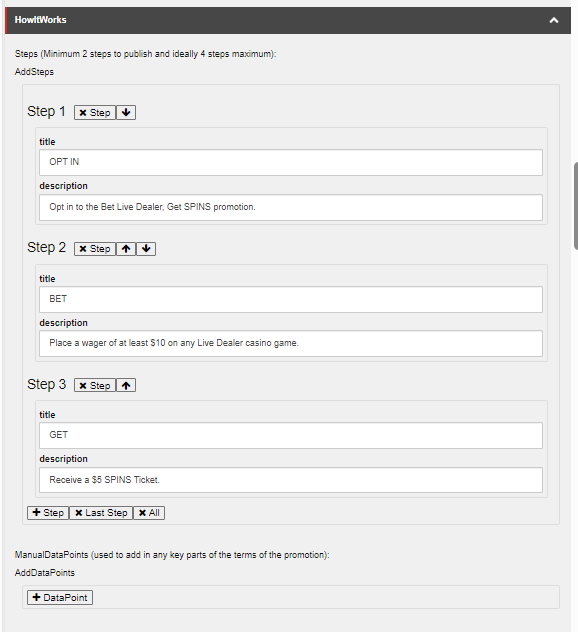 HowItWorks
Steps (Minimum 2 steps to publish and ideally 4 steps maximum):
AddSteps
Step 1 × Step
title
OPT IN
description
Opt in to the Bet Live Dealer, Get SPINS promotion.
Step 2 × Step
title
BET
description
Place a wager of at least $10 on any Live Dealer casino game.
Step 3 × Step
title
GET
description
Receive a $5 SPINS Ticket.
+ Step × Last Step × All
ManualDataPoints (used to add in any key parts of the terms of the promotion):
AddDataPoints
+ DataPoint